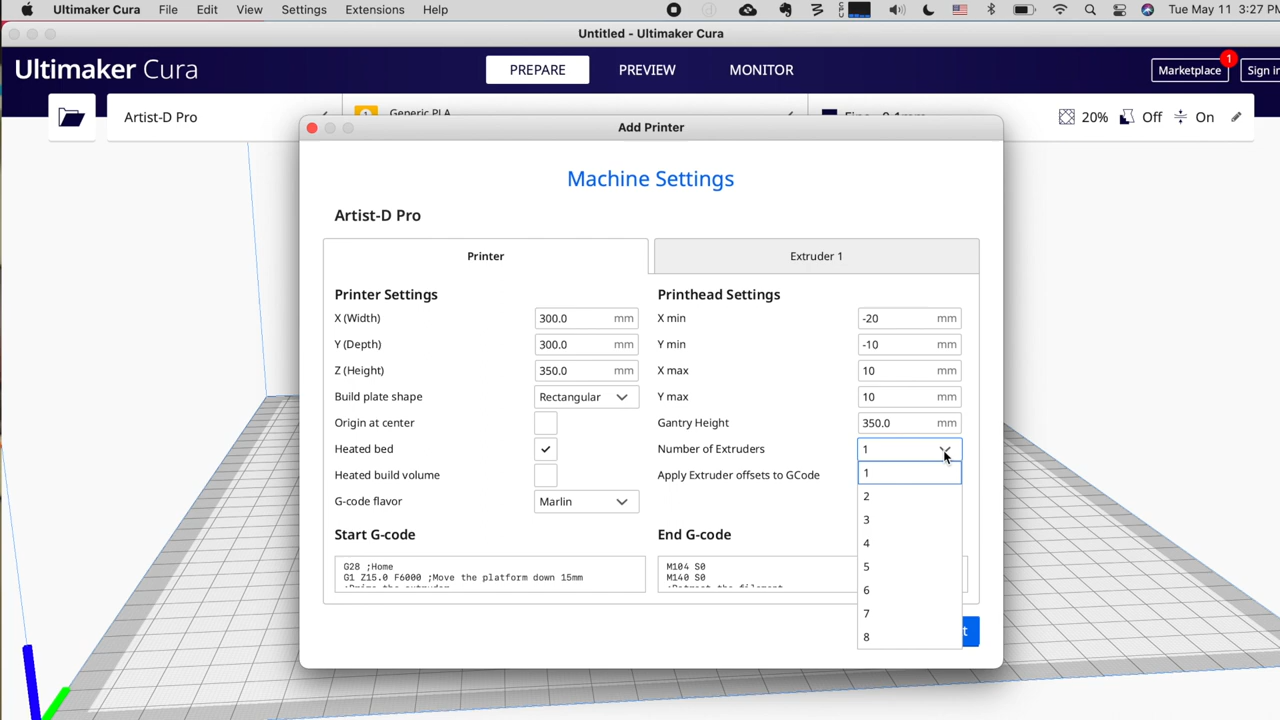 Ultimaker Cura File Edit View Settings Extensions Help Tue May 11 3:27 PM
Untitled - Ultimaker Cura
Ultimaker Cura PREPARE PREVIEW MONITOR Marketplace 1 Sign in
Artist-D Pro 1 Generic PLA Fine 0.1mm 20% Off On
Add Printer
Machine Settings
Artist-D Pro
Printer Extruder 1
Printer Settings Printhead Settings
X (Width) 300.0 mm X min -20 mm
Y (Depth) 300.0 mm Y min -10 mm
Z (Height) 350.0 mm X max 10 mm
Build plate shape Rectangular Y max 10 mm
Origin at center Gantry Height 350.0 mm
Heated bed Number of Extruders 1
Heated build volume Apply Extruder offsets to GCode 1
G-code flavor Marlin 2
3
Start G-code End G-code 4
G28 ;Home M104 S0 5
G1 Z15.0 F6000 ;Move the platform down 15mm M140 S0
6
7
8